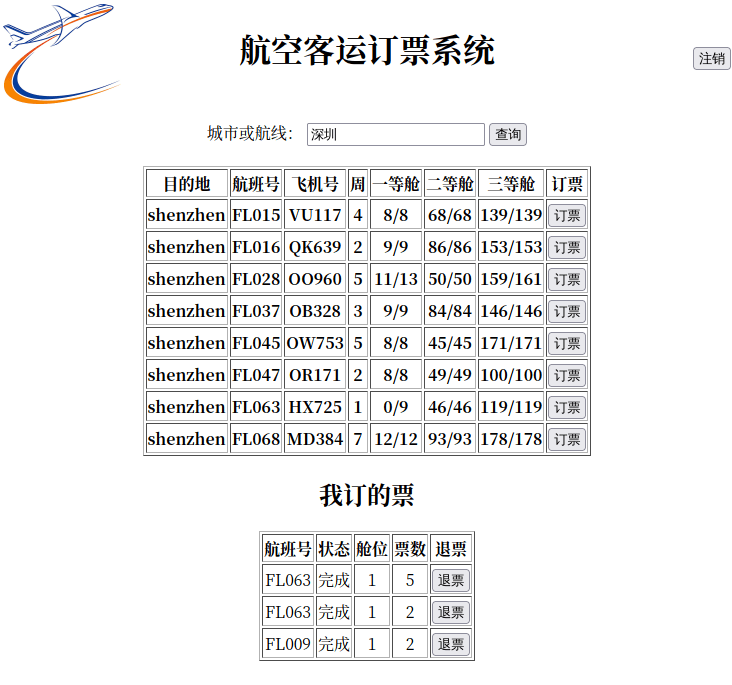 航空客运订票系统
注销
城市或航线: 深圳 查询
目的地 航班号 飞机号 周 一等舱 二等舱 三等舱 订票
shenzhen FL015 VU117 4 8/8 68/68 139/139 订票
shenzhen FL016 QK639 2 9/9 86/86 153/153 订票
shenzhen FL028 OO960 5 11/13 50/50 159/161 订票
shenzhen FL037 OB328 3 9/9 84/84 146/146 订票
shenzhen FL045 OW753 5 8/8 45/45 171/171 订票
shenzhen FL047 OR171 2 8/8 49/49 100/100 订票
shenzhen FL063 HX725 1 0/9 46/46 119/119 订票
shenzhen FL068 MD384 7 12/12 93/93 178/178 订票
我订的票
航班号 状态 舱位 票数 退票
FL063 完成 1 5 退票
FL063 完成 1 2 退票
FL009 完成 1 2 退票